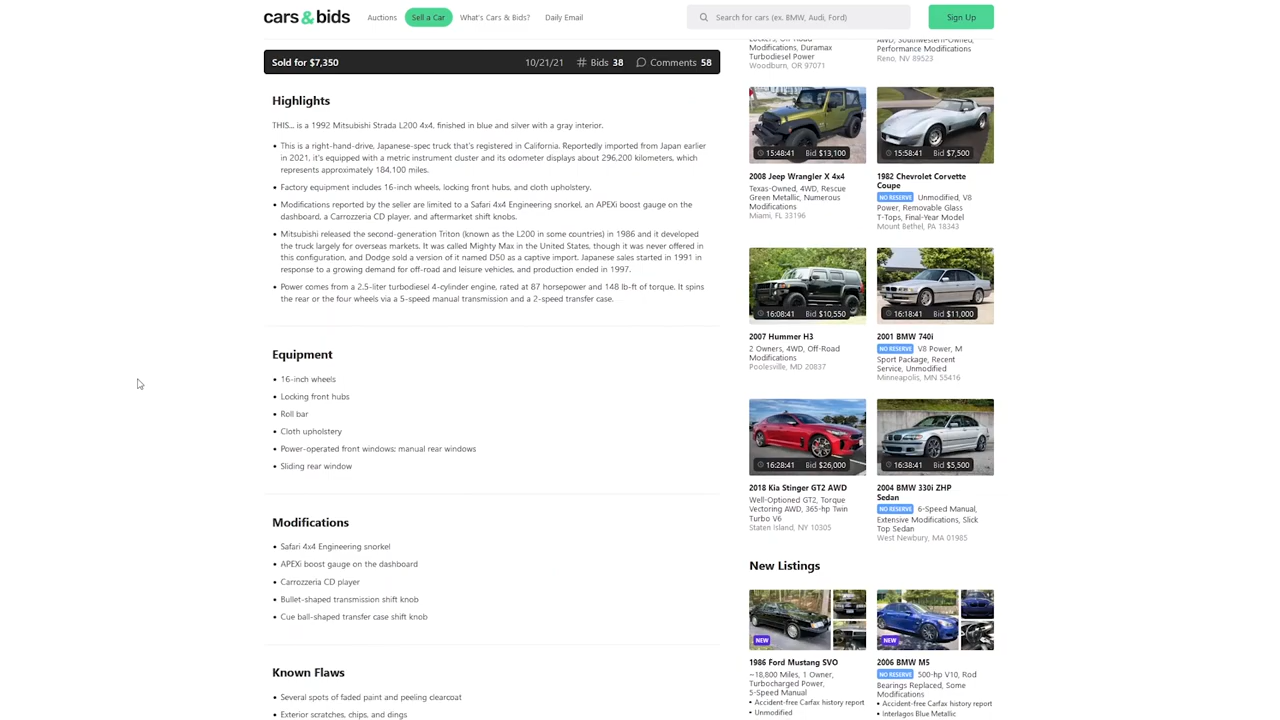 cars&bids
Auctions
Sell a Car
What's Cars & Bids?
Daily Email
Search for cars (ex. BMW, Audi, Ford)
Sign Up
Sold for $7,350
10/21/21
# Bids 38
Comments 58
Highlights
THIS... is a 1992 Mitsubishi Strada L200 4x4, finished in blue and silver with a gray interior.
• This is a right-hand-drive, Japanese-spec truck that's registered in California. Reportedly imported from Japan earlier
in 2021, it's equipped with a metric instrument cluster and its odometer displays about 296,200 kilometers, which
represents approximately 184,100 miles.
• Factory equipment includes 16-inch wheels, locking front hubs, and cloth upholstery.
• Modifications reported by the seller are limited to a Safari 4x4 Engineering snorkel, an APEXi boost gauge on the
dashboard, a Carrozzeria CD player, and aftermarket shift knobs.
• Mitsubishi released the second-generation Triton (known as the L200 in some countries) in 1986 and it developed
the truck largely for overseas markets. It was called Mighty Max in the United States, though it was never offered in
this configuration, and Dodge sold a version of it named D50 as a captive import. Japanese sales started in 1991 in
response to a growing demand for off-road and leisure vehicles, and production ended in 1997.
• Power comes from a 2.5-liter turbodiesel 4-cylinder engine, rated at 87 horsepower and 148 lb-ft of torque. It spins
the rear or the four wheels via a 5-speed manual transmission and a 2-speed transfer case.
Equipment
• 16-inch wheels
• Locking front hubs
• Roll bar
• Cloth upholstery
• Power-operated front windows; manual rear windows
• Sliding rear window
Modifications
• Safari 4x4 Engineering snorkel
• APEXi boost gauge on the dashboard
• Carrozzeria CD player
• Bullet-shaped transmission shift knob
• Cue ball-shaped transfer case shift knob
Known Flaws
• Several spots of faded paint and peeling clearcoat
• Exterior scratches, chips, and dings
Lockers, Off-Road
Modifications, Duramax
Turbodiesel Power
Woodburn, OR 97071
AWD, Southwestern-Owned,
Performance Modifications
Reno, NV 89523
15:48:41 Bid $13,100
2008 Jeep Wrangler X 4x4
Texas-Owned, 4WD, Rescue
Green Metallic, Numerous
Modifications
Miami, FL 33196
15:58:41 Bid $7,500
1982 Chevrolet Corvette
Coupe
NO RESERVE Unmodified, V8
Power, Removable Glass
T-Tops, Final-Year Model
Mount Bethel, PA 18343
16:08:41 Bid $10,550
2007 Hummer H3
2 Owners, 4WD, Off-Road
Modifications
Poolesville, MD 20837
16:18:41 Bid $11,000
2001 BMW 740i
NO RESERVE V8 Power, M
Sport Package, Recent
Service, Unmodified
Minneapolis, MN 55416
16:28:41 Bid $26,000
2018 Kia Stinger GT2 AWD
Well-Optioned GT2, Torque
Vectoring AWD, 365-hp Twin
Turbo V6
Staten Island, NY 10305
16:38:41 Bid $5,500
2004 BMW 330i ZHP
Sedan
NO RESERVE 6-Speed Manual,
Extensive Modifications, Slick
Top Sedan
West Newbury, MA 01985
New Listings
NEW
1986 Ford Mustang SVO
~18,800 Miles, 1 Owner,
Turbocharged Power,
5-Speed Manual
• Accident-free Carfax history report
• Unmodified
NEW
2006 BMW M5
NO RESERVE 500-hp V10, Rod
Bearings Replaced, Some
Modifications
• Accident-free Carfax history report
• Interlagos Blue Metallic